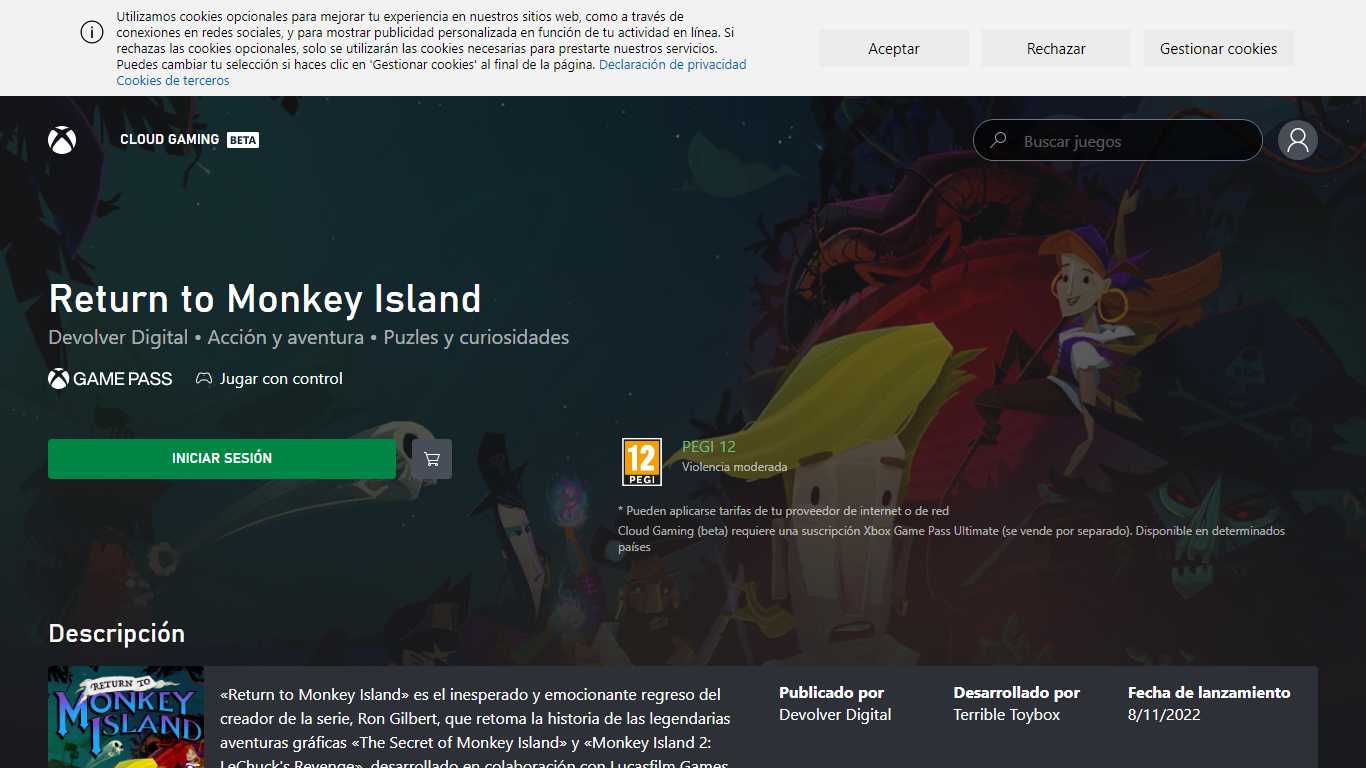 Utilizamos cookies opcionales para mejorar tu experiencia en nuestros sitios web, como a través de
conexiones en redes sociales, y para mostrar publicidad personalizada en función de tu actividad en línea. Si
rechazas las cookies opcionales, solo se utilizarán las cookies necesarias para prestarte nuestros servicios.
Puedes cambiar tu selección si haces clic en 'Gestionar cookies' al final de la página. Declaración de privacidad
Cookies de terceros
Aceptar
Rechazar
Gestionar cookies
CLOUD GAMING BETA
Buscar juegos
Return to Monkey Island
Devolver Digital • Acción y aventura • Puzles y curiosidades
GAME PASS
Jugar con control
INICIAR SESIÓN
12
PEGI
PEGI 12
Violencia moderada
* Pueden aplicarse tarifas de tu proveedor de internet o de red
Cloud Gaming (beta) requiere una suscripción Xbox Game Pass Ultimate (se vende por separado). Disponible en determinados
países
Descripción
RETURN TO
MONKEY
ISLAND
«Return to Monkey Island» es el inesperado y emocionante regreso del
creador de la serie, Ron Gilbert, que retoma la historia de las legendarias
aventuras gráficas «The Secret of Monkey Island» y «Monkey Island 2:
LeChuck's Revenge», desarrollado en colaboración con Lucasfilm Games.
Publicado por
Devolver Digital
Desarrollado por
Terrible Toybox
Fecha de lanzamiento
8/11/2022